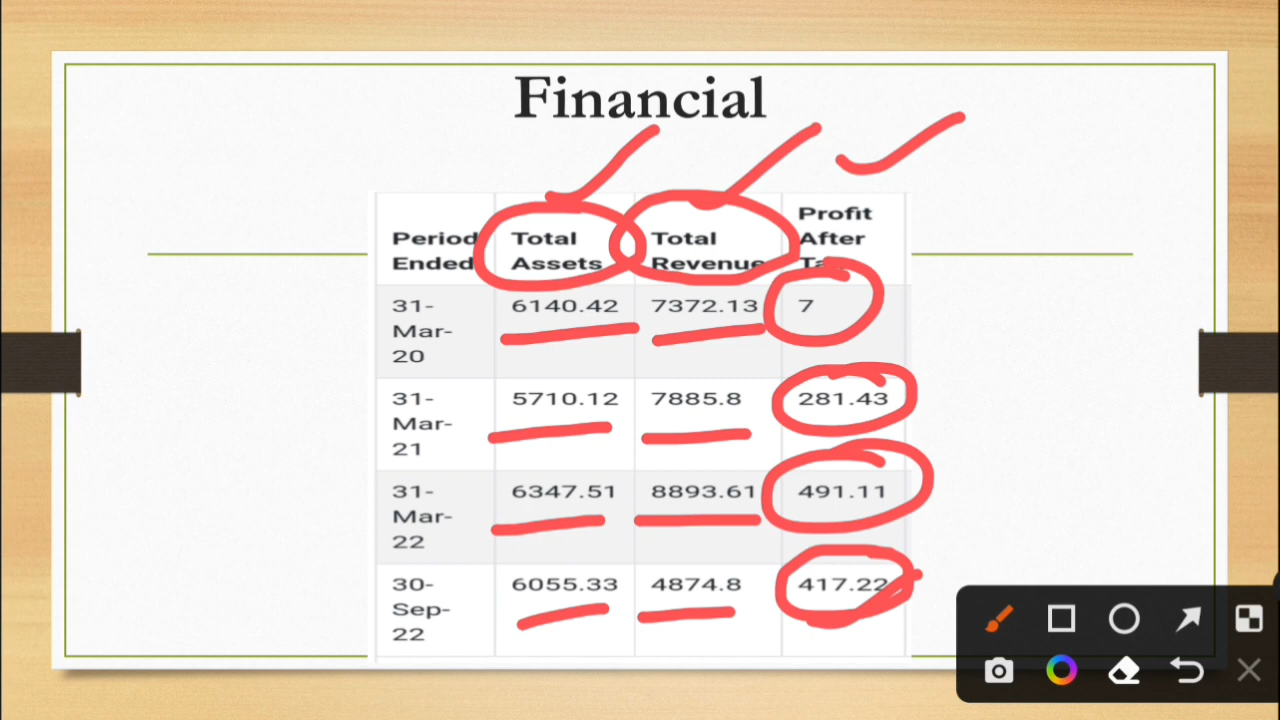 Financial
Period Ended Total Assets Total Revenue Profit After Tax
31-Mar-20 6140.42 7372.13 7
31-Mar-21 5710.12 7885.8 281.43
31-Mar-22 6347.51 8893.61 491.11
30-Sep-22 6055.33 4874.8 417.22